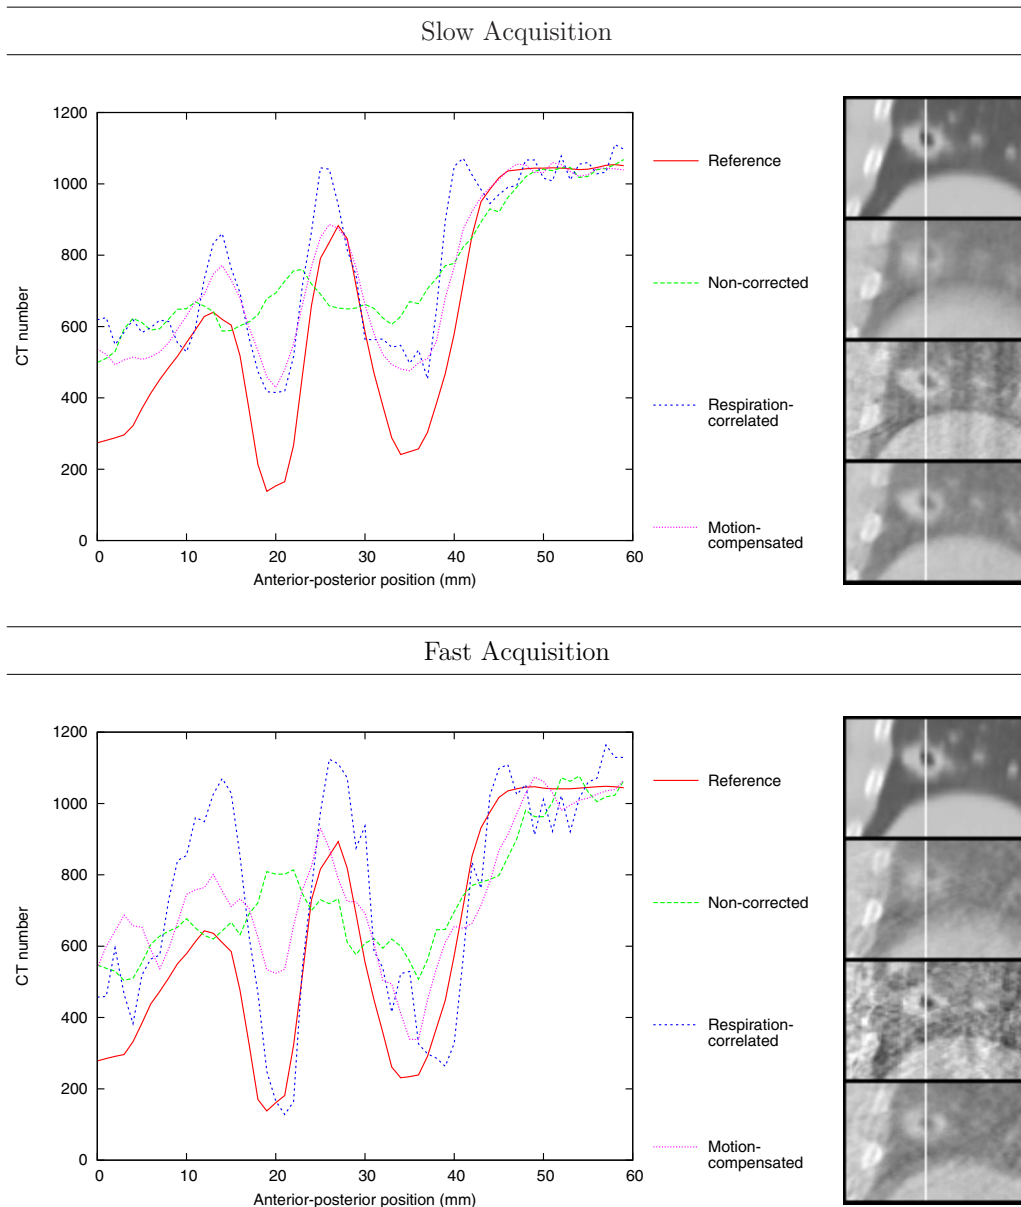 Slow Acquisition
1200
1000
800
600
400
200
0
CT number
0 10 20 30 40 50 60
Anterior-posterior position (mm)
Reference
Non-corrected
Respiration-
correlated
Motion-
compensated
Fast Acquisition
1200
1000
800
600
400
200
0
CT number
0 10 20 30 40 50 60
Anterior-posterior position (mm)
Reference
Non-corrected
Respiration-
correlated
Motion-
compensated